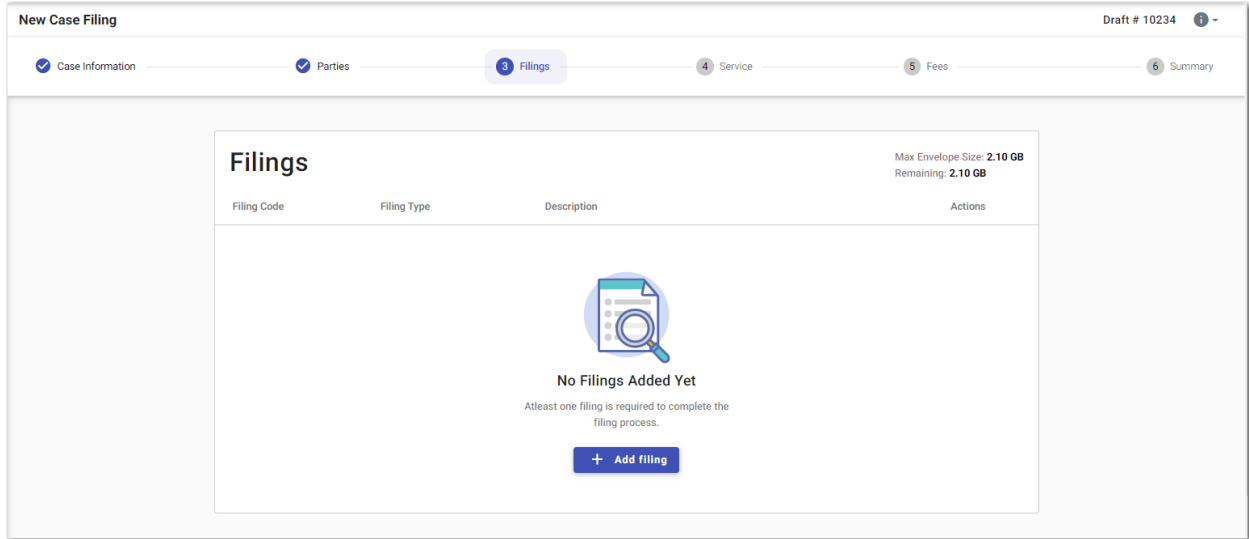 New Case Filing
Draft # 10234
Case Information
Parties
3 Filings
4 Service
5 Fees
6 Summary
Filings
Max Envelope Size: 2.10 GB
Remaining: 2.10 GB
Filing Code
Filing Type
Description
Actions
No Filings Added Yet
Atleast one filing is required to complete the
filing process.
+ Add filing